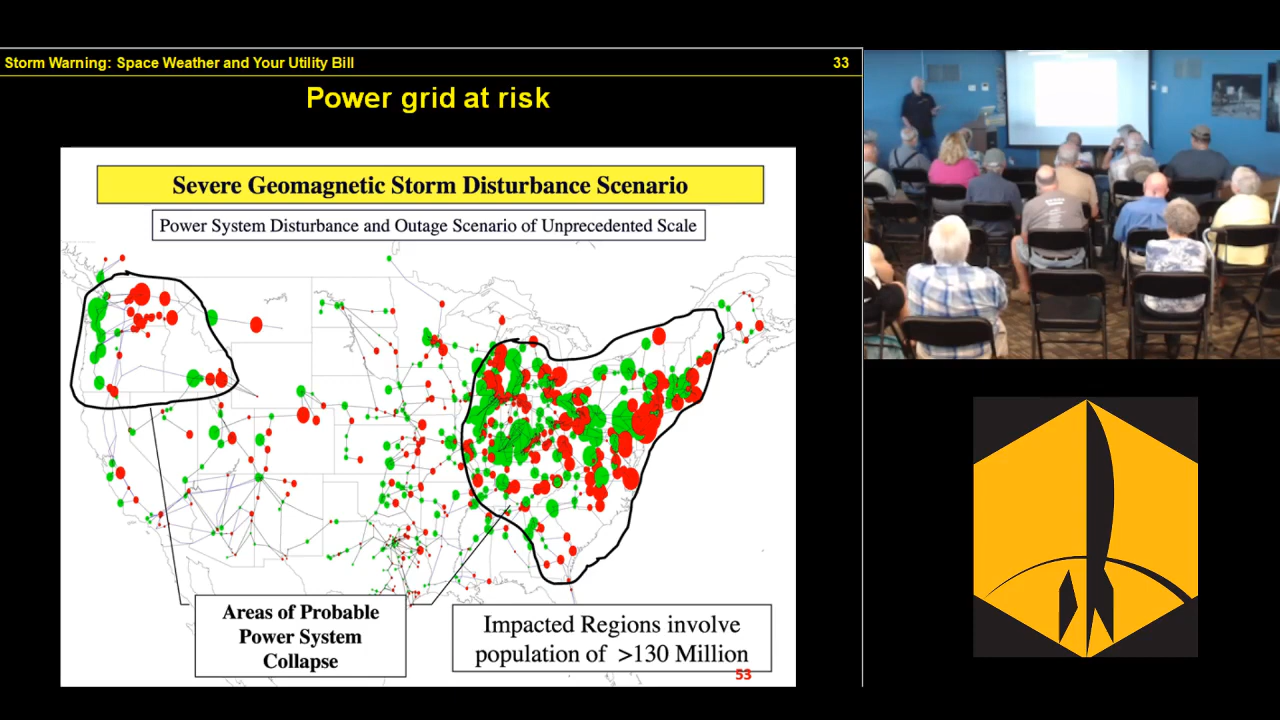 Storm Warning: Space Weather and Your Utility Bill
33
Power grid at risk
Severe Geomagnetic Storm Disturbance Scenario
Power System Disturbance and Outage Scenario of Unprecedented Scale
Areas of Probable
Power System
Collapse
Impacted Regions involve
population of >130 Million
53